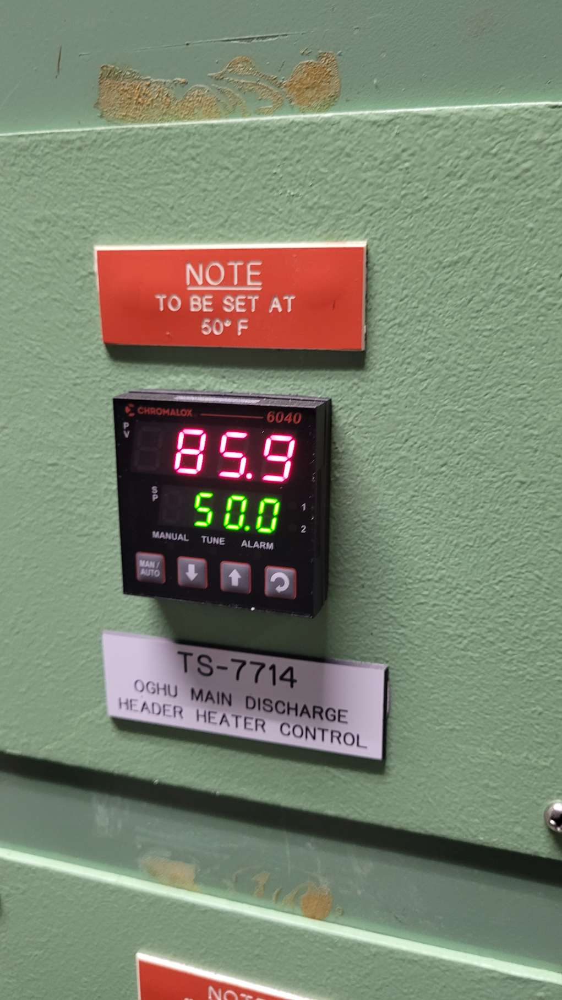 NOTE
TO BE SET AT
50° F
CHROMALOX 6040
PV
85.9
SP
50.0
1
2
MANUAL TUNE ALARM
MAN/
AUTO
TS-7714
OGHU MAIN DISCHARGE
HEADER HEATER CONTROL
NOTE